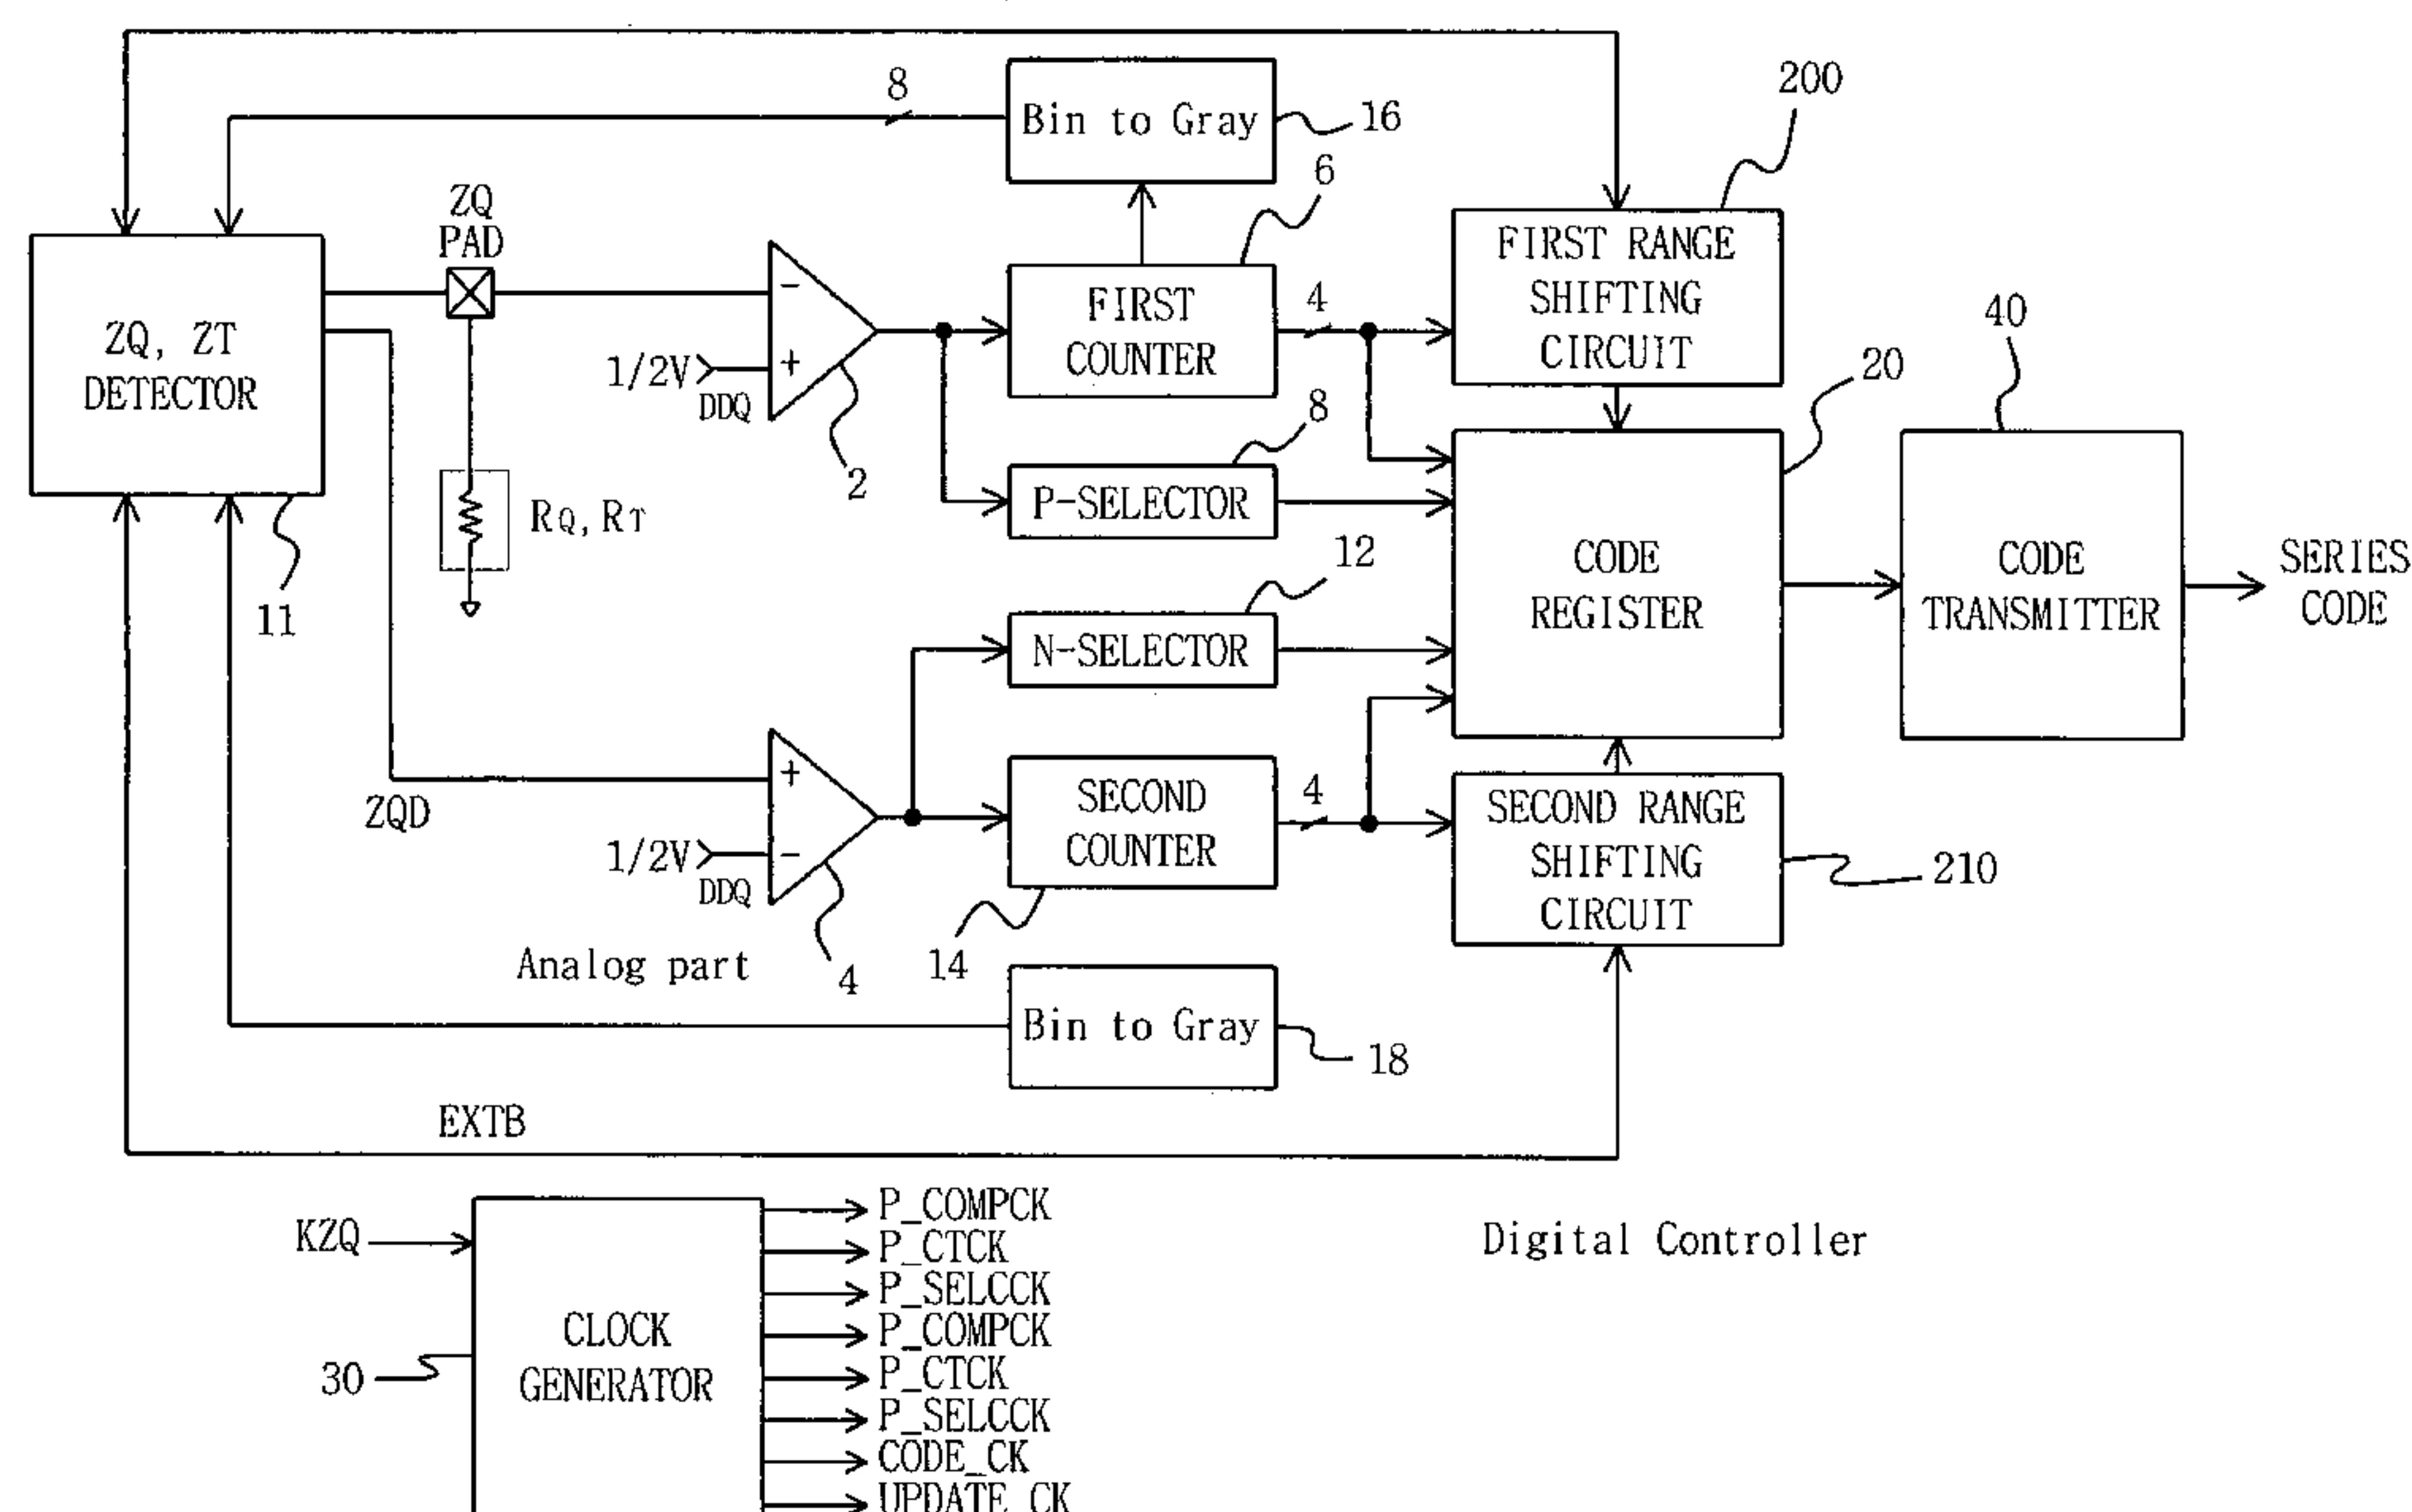 8
Bin to Gray
16
200
ZQ
PAD
6
FIRST RANGE
SHIFTING
CIRCUIT
ZQ, ZT
DETECTOR
1/2V
DDQ
-
+
2
FIRST
COUNTER
4
40
20
8
P-SELECTOR
RQ, RT
11
12
N-SELECTOR
CODE
REGISTER
CODE
TRANSMITTER
SERIES
CODE
ZQD
+
-
1/2V
DDQ
4
SECOND
COUNTER
4
14
SECOND RANGE
SHIFTING
CIRCUIT
210
Analog part
Bin to Gray
18
EXTB
KZQ
CLOCK
GENERATOR
30
P_COMPCK
P_CTCK
P_SELCCK
P_COMPCK
P_CTCK
P_SELCCK
CODE_CK
UPDATE_CK
Digital Controller